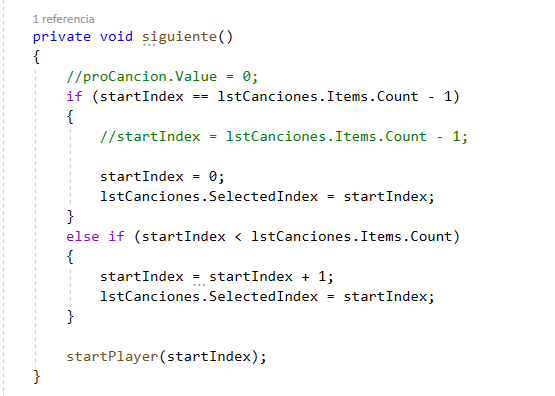 1 referencia
private void siguiente()
{
//proCancion.Value = 0;
if (startIndex == lstCanciones.Items.Count - 1)
{
//startIndex = lstCanciones.Items.Count - 1;
startIndex = 0;
lstCanciones.SelectedIndex = startIndex;
}
else if (startIndex < lstCanciones.Items.Count)
{
startIndex = startIndex + 1;
lstCanciones.SelectedIndex = startIndex;
}
startPlayer(startIndex);
}